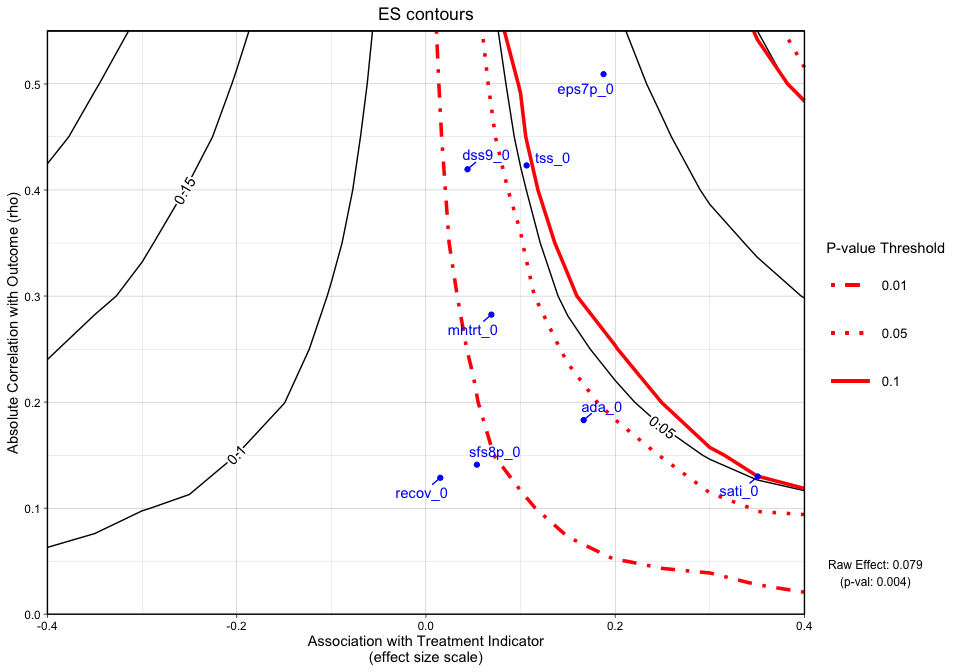 ES contours
Absolute Correlation with Outcome (rho)
0.5
0.4
0.3
0.2
0.1
0.0
-0.4
-0.2
0.0
0.2
0.4
Association with Treatment Indicator
(effect size scale)
eps7p_0
dss9_0
tss_0
0.15
mhtrt_0
ada_0
0.05
0.1
sfs8p_0
recov_0
sati_0
P-value Threshold
0.01
0.05
0.1
Raw Effect: 0.079
(p-val: 0.004)